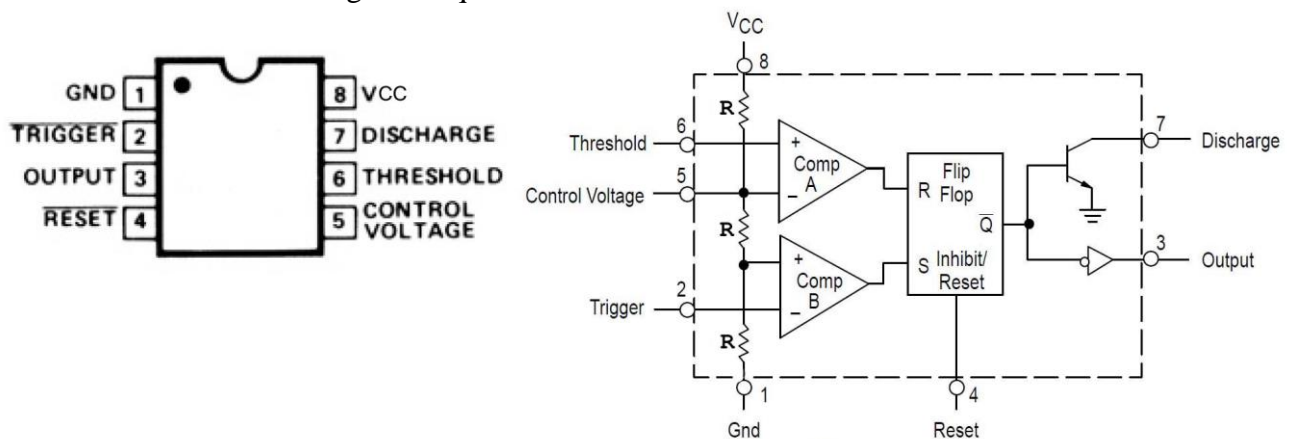 GND 1
TRIGGER 2
OUTPUT 3
RESET 4
8 VCC
7 DISCHARGE
6 THRESHOLD
5 CONTROL
VOLTAGE
VCC
8
R
6
Threshold
+
Comp
A
−
5
Control Voltage
R
+
Comp
B
−
2
Trigger
R
1
Gnd
R
Flip
Flop
Q
S
Inhibit/
Reset
4
Reset
7
Discharge
3
Output